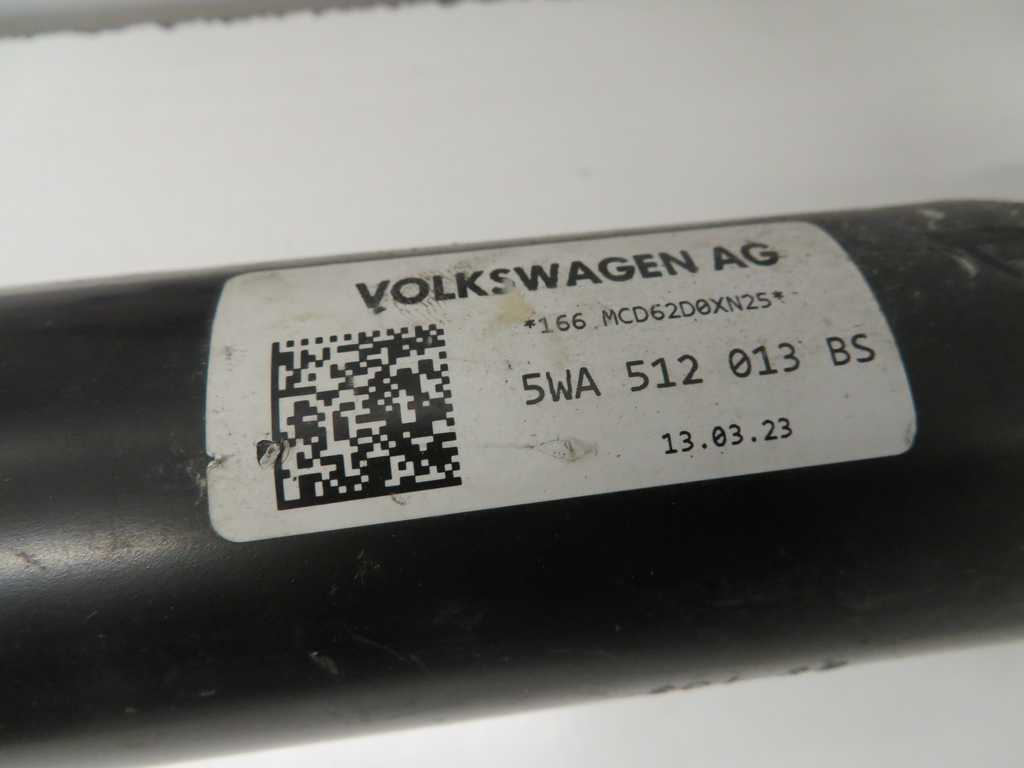 VOLKSWAGEN AG
*166 MCD62D0XN25*
5WA 512 013 BS
13.03.23